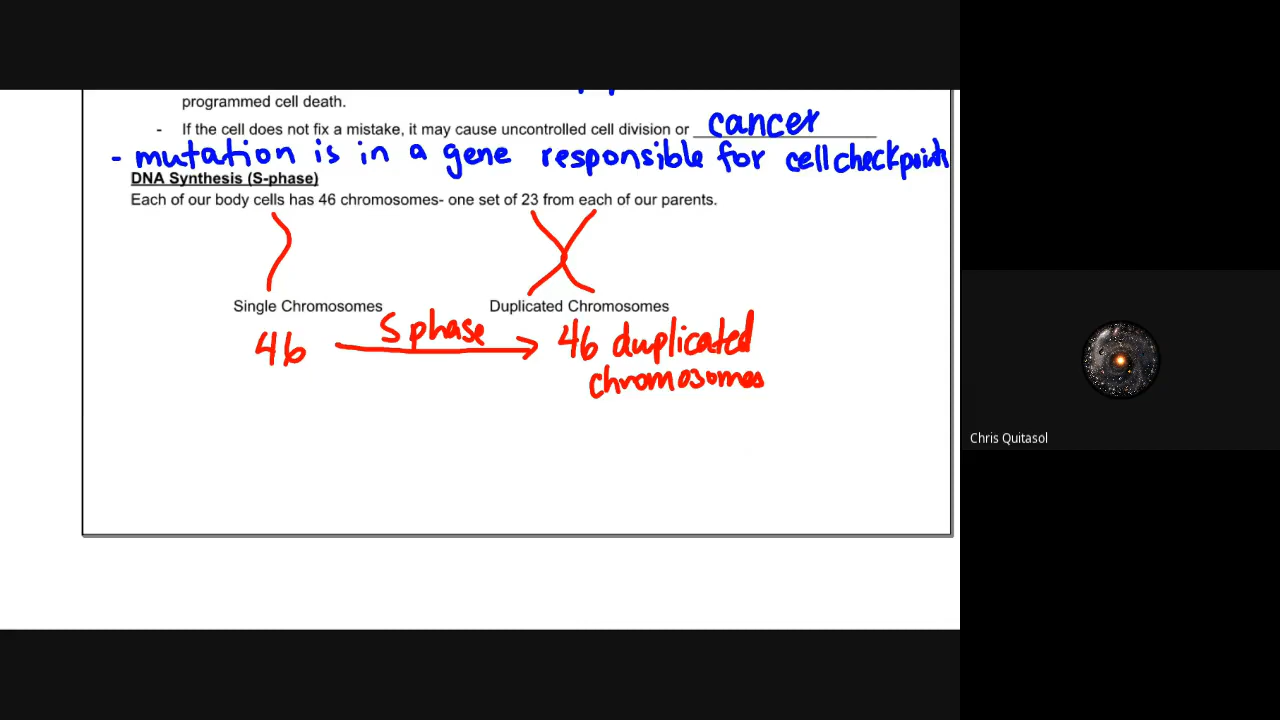 programmed cell death.
- If the cell does not fix a mistake, it may cause uncontrolled cell division or cancer
- mutation is in a gene responsible for cell checkpoints
DNA Synthesis (S-phase)
Each of our body cells has 46 chromosomes- one set of 23 from each of our parents.
Single Chromosomes Duplicated Chromosomes
46 S phase 46 duplicated
chromosomes
Chris Quitasol